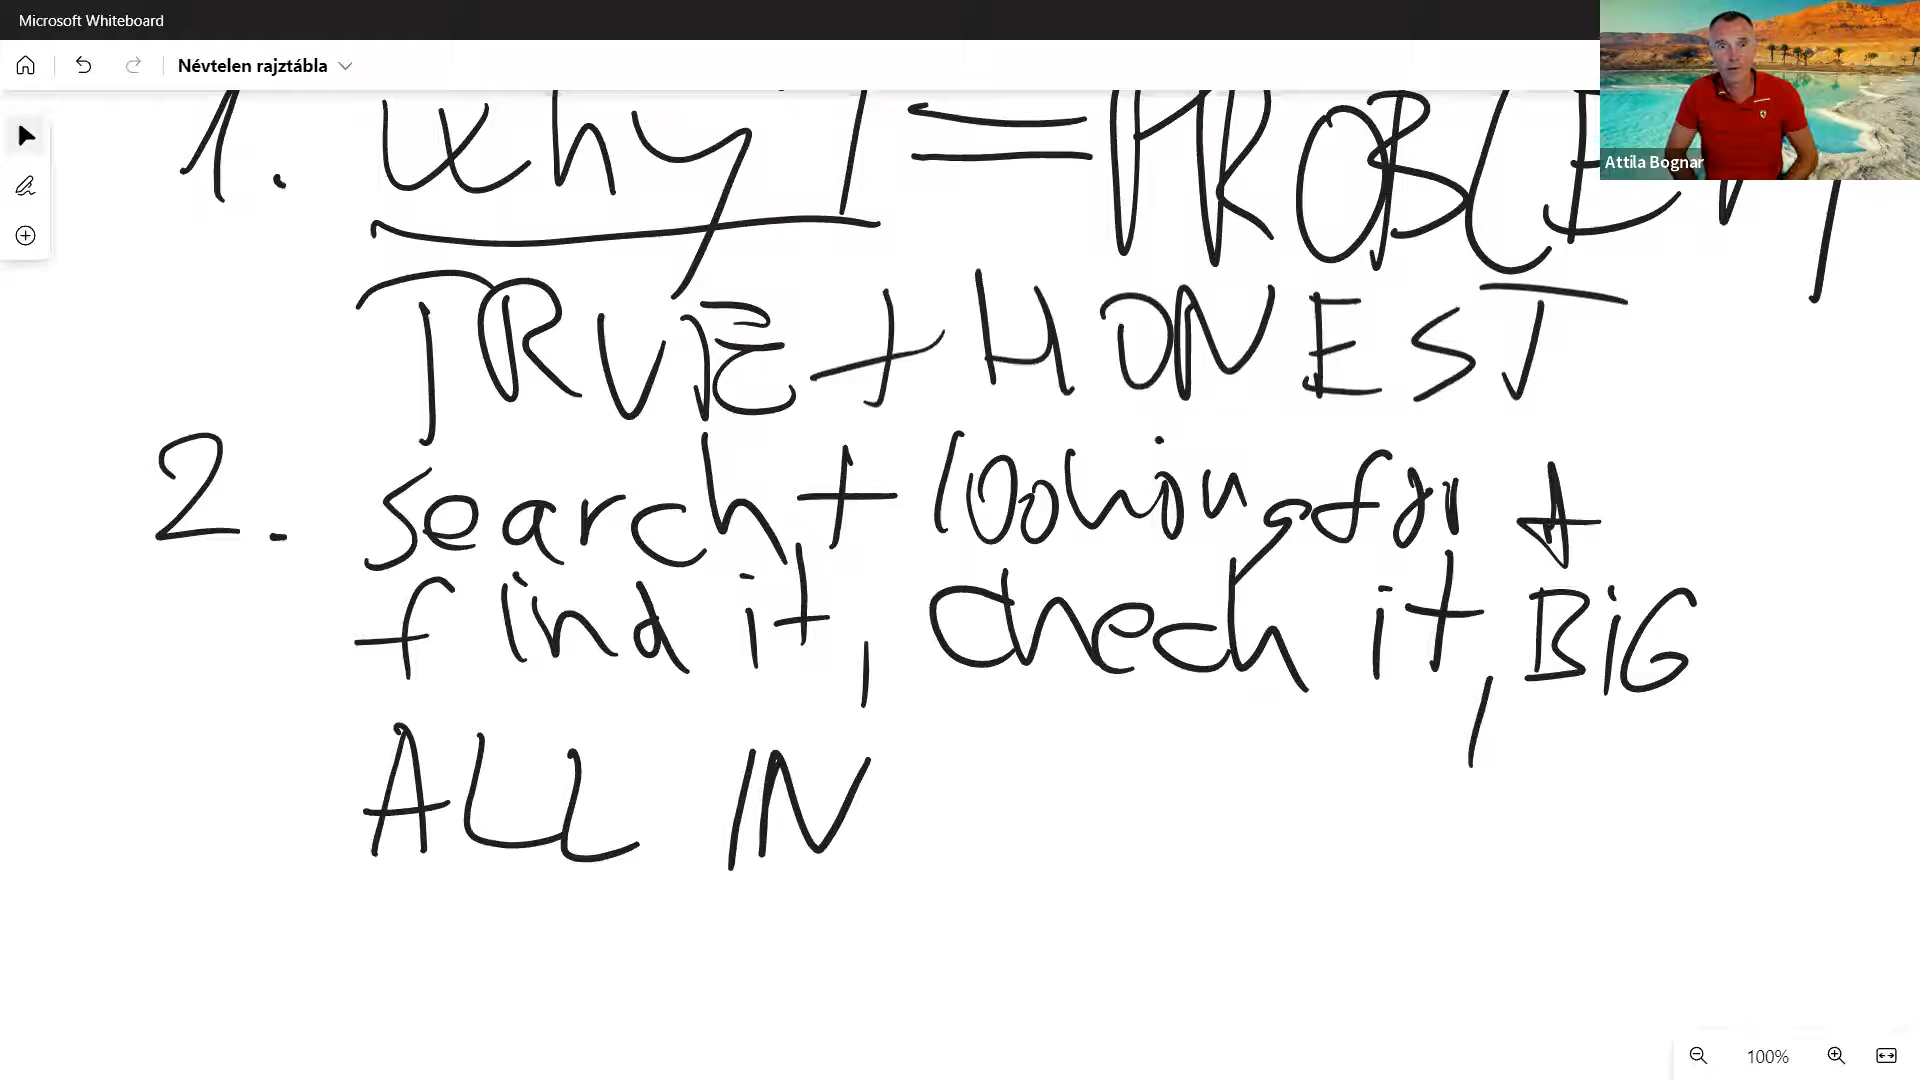 Microsoft Whiteboard
Névtelen rajztábla
Attila Bognar
1. Why? = PROBLEM
TRUE + HONEST
2. search + looking for +
find it, check it, BiG
ALL IN
100%